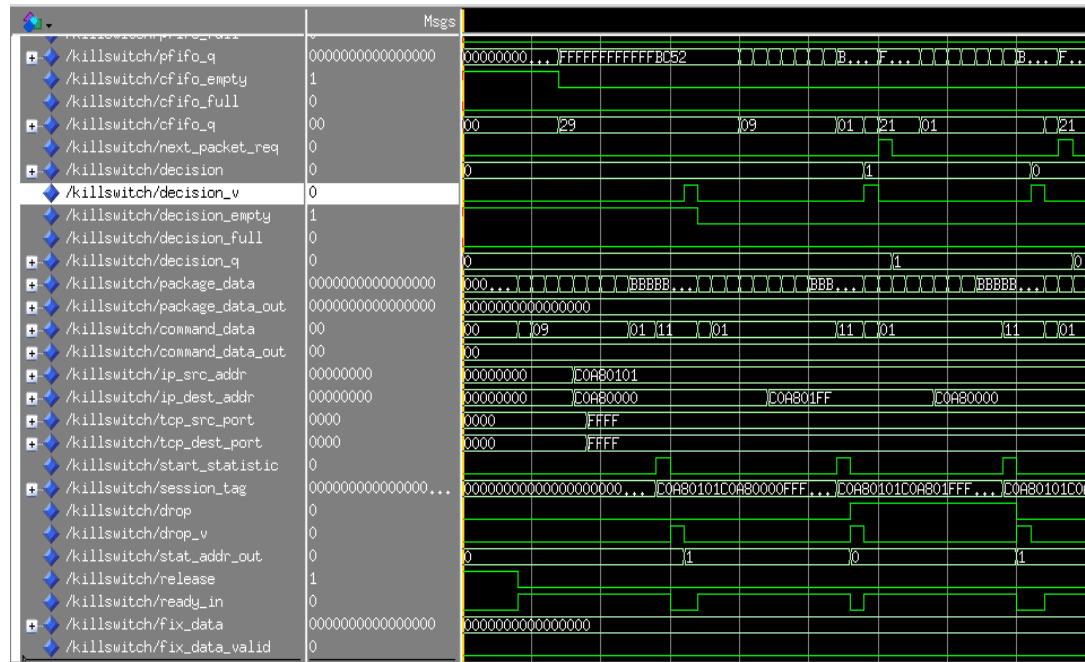 Msgs
/killswitch/pfifo_q 0000000000000000 00000000... FFFFFFFFFFFFBC52 B... F... B... F...
/killswitch/cfifo_empty 1
/killswitch/cfifo_full 0
/killswitch/cfifo_q 00 00 29 09 01 21 01 21
/killswitch/next_packet_req 0
/killswitch/decision 0 0 1 0
/killswitch/decision_v 0
/killswitch/decision_empty 1
/killswitch/decision_full 0
/killswitch/decision_q 0 0 1 0
/killswitch/package_data 0000000000000000 000... BBBBB... BBB... BBBBB...
/killswitch/package_data_out 0000000000000000 0000000000000000
/killswitch/command_data 00 00 09 01 11 01 11 01 11 01
/killswitch/command_data_out 00 00
/killswitch/ip_src_addr 00000000 00000000 C0A80101
/killswitch/ip_dest_addr 00000000 00000000 C0A80000 C0A801FF C0A80000
/killswitch/tcp_src_port 0000 0000 FFFF
/killswitch/tcp_dest_port 0000 0000 FFFF
/killswitch/start_statistic 0
/killswitch/session_tag 000000000000000... 00000000000000000000... C0A80101C0A80000FFF... C0A80101C0A801FFF... C0A80101C0
/killswitch/drop 0
/killswitch/drop_v 0
/killswitch/stat_addr_out 0 0 1 0 1
/killswitch/release 1
/killswitch/ready_in 0
/killswitch/fix_data 0000000000000000 0000000000000000
/killswitch/fix_data_valid 0